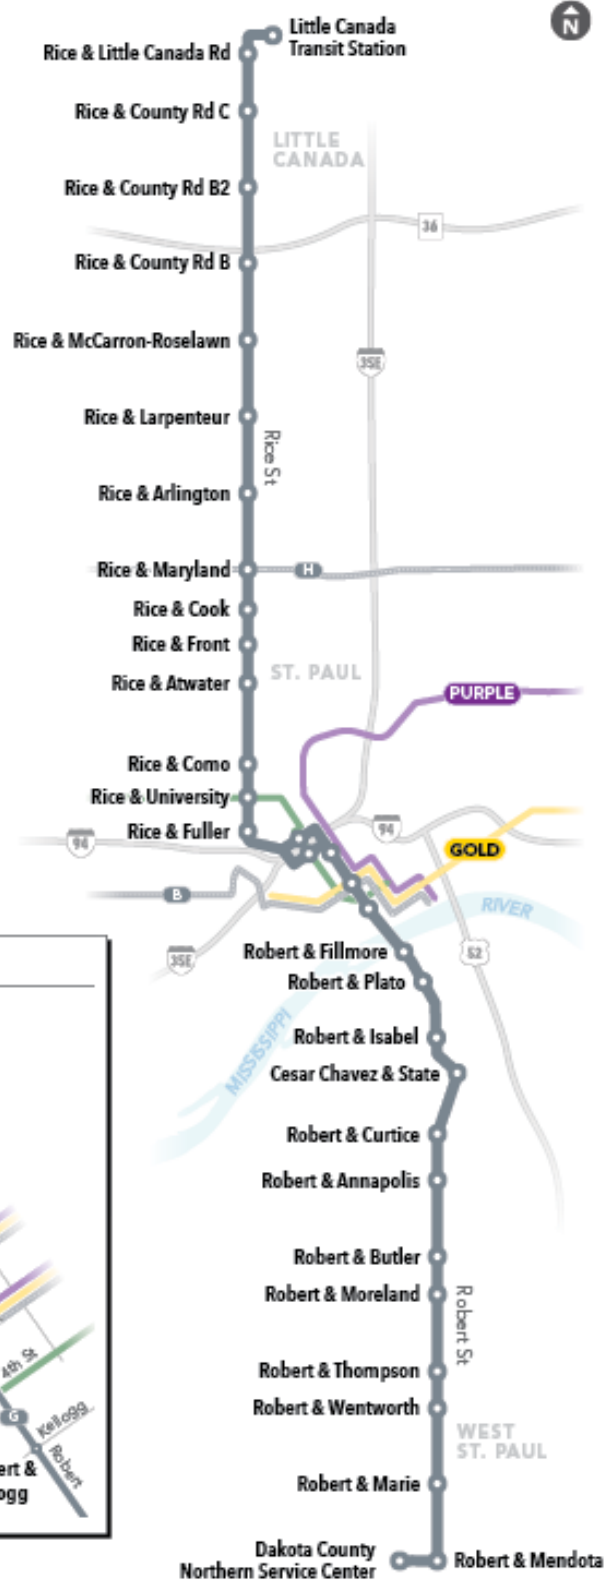 N
Little Canada
Transit Station
Rice & Little Canada Rd
Rice & County Rd C
LITTLE
CANADA
Rice & County Rd B2
36
Rice & County Rd B
Rice & McCarron-Roselawn
35E
Rice & Larpenteur
Rice St
Rice & Arlington
Rice & Maryland
H
Rice & Cook
Rice & Front
ST. PAUL
Rice & Atwater
PURPLE
Rice & Como
Rice & University
Rice & Fuller
94
94
GOLD
B
RIVER
35E
52
Robert & Fillmore
Robert & Plato
MISSISSIPPI
Robert & Isabel
Cesar Chavez & State
Robert & Curtice
Robert & Annapolis
Robert & Butler
Robert & Moreland
Robert St
Robert & Thompson
4th St
G
Kellogg
Robert & Wentworth
WEST
ST. PAUL
Robert
ert &
ogg
Robert & Marie
Dakota County
Northern Service Center
Robert & Mendota